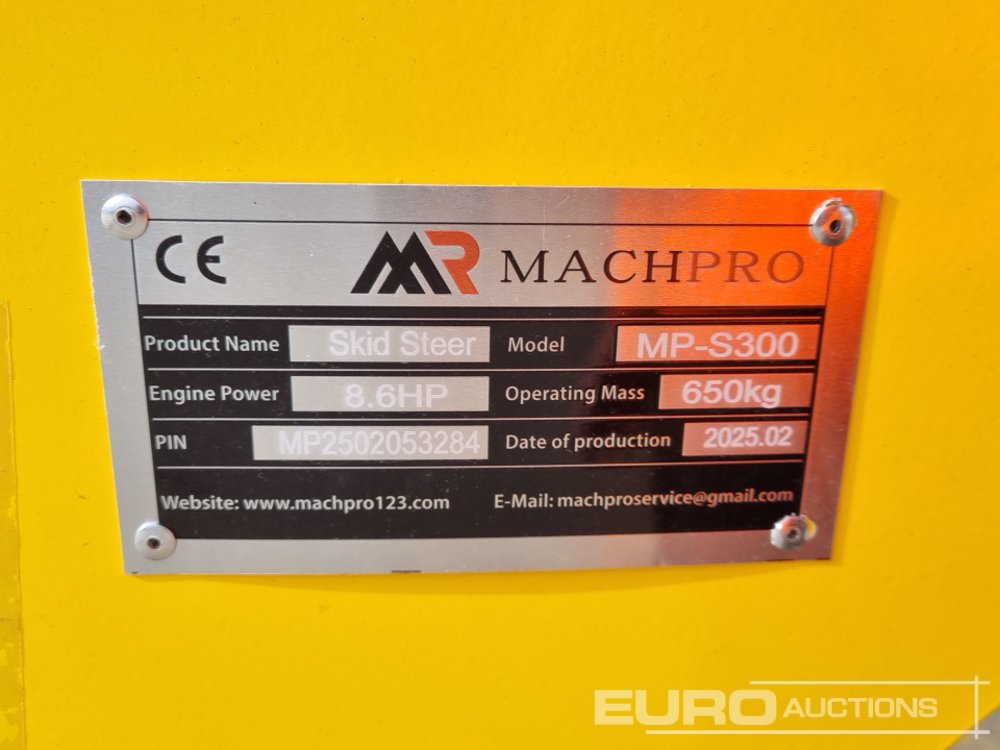 CE MR MACHPRO
Product Name Skid Steer Model MP-S300
Engine Power 8.6HP Operating Mass 650kg
PIN MP2502053284 Date of production 2025.02
Website: www.machpro123.com E-Mail: machproservice@gmail.com
EURO AUCTIONS